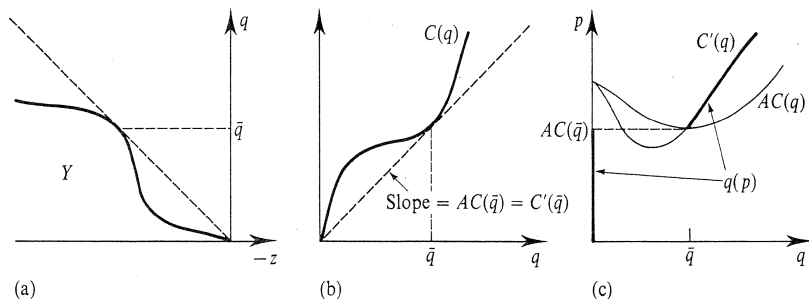 q
q̄
Y
−z
(a)
C(q)
Slope = AC(q̄) = C′(q̄)
q̄
q
(b)
p
C′(q)
AC(q)
AC(q̄)
q(p)
q̄
q
(c)